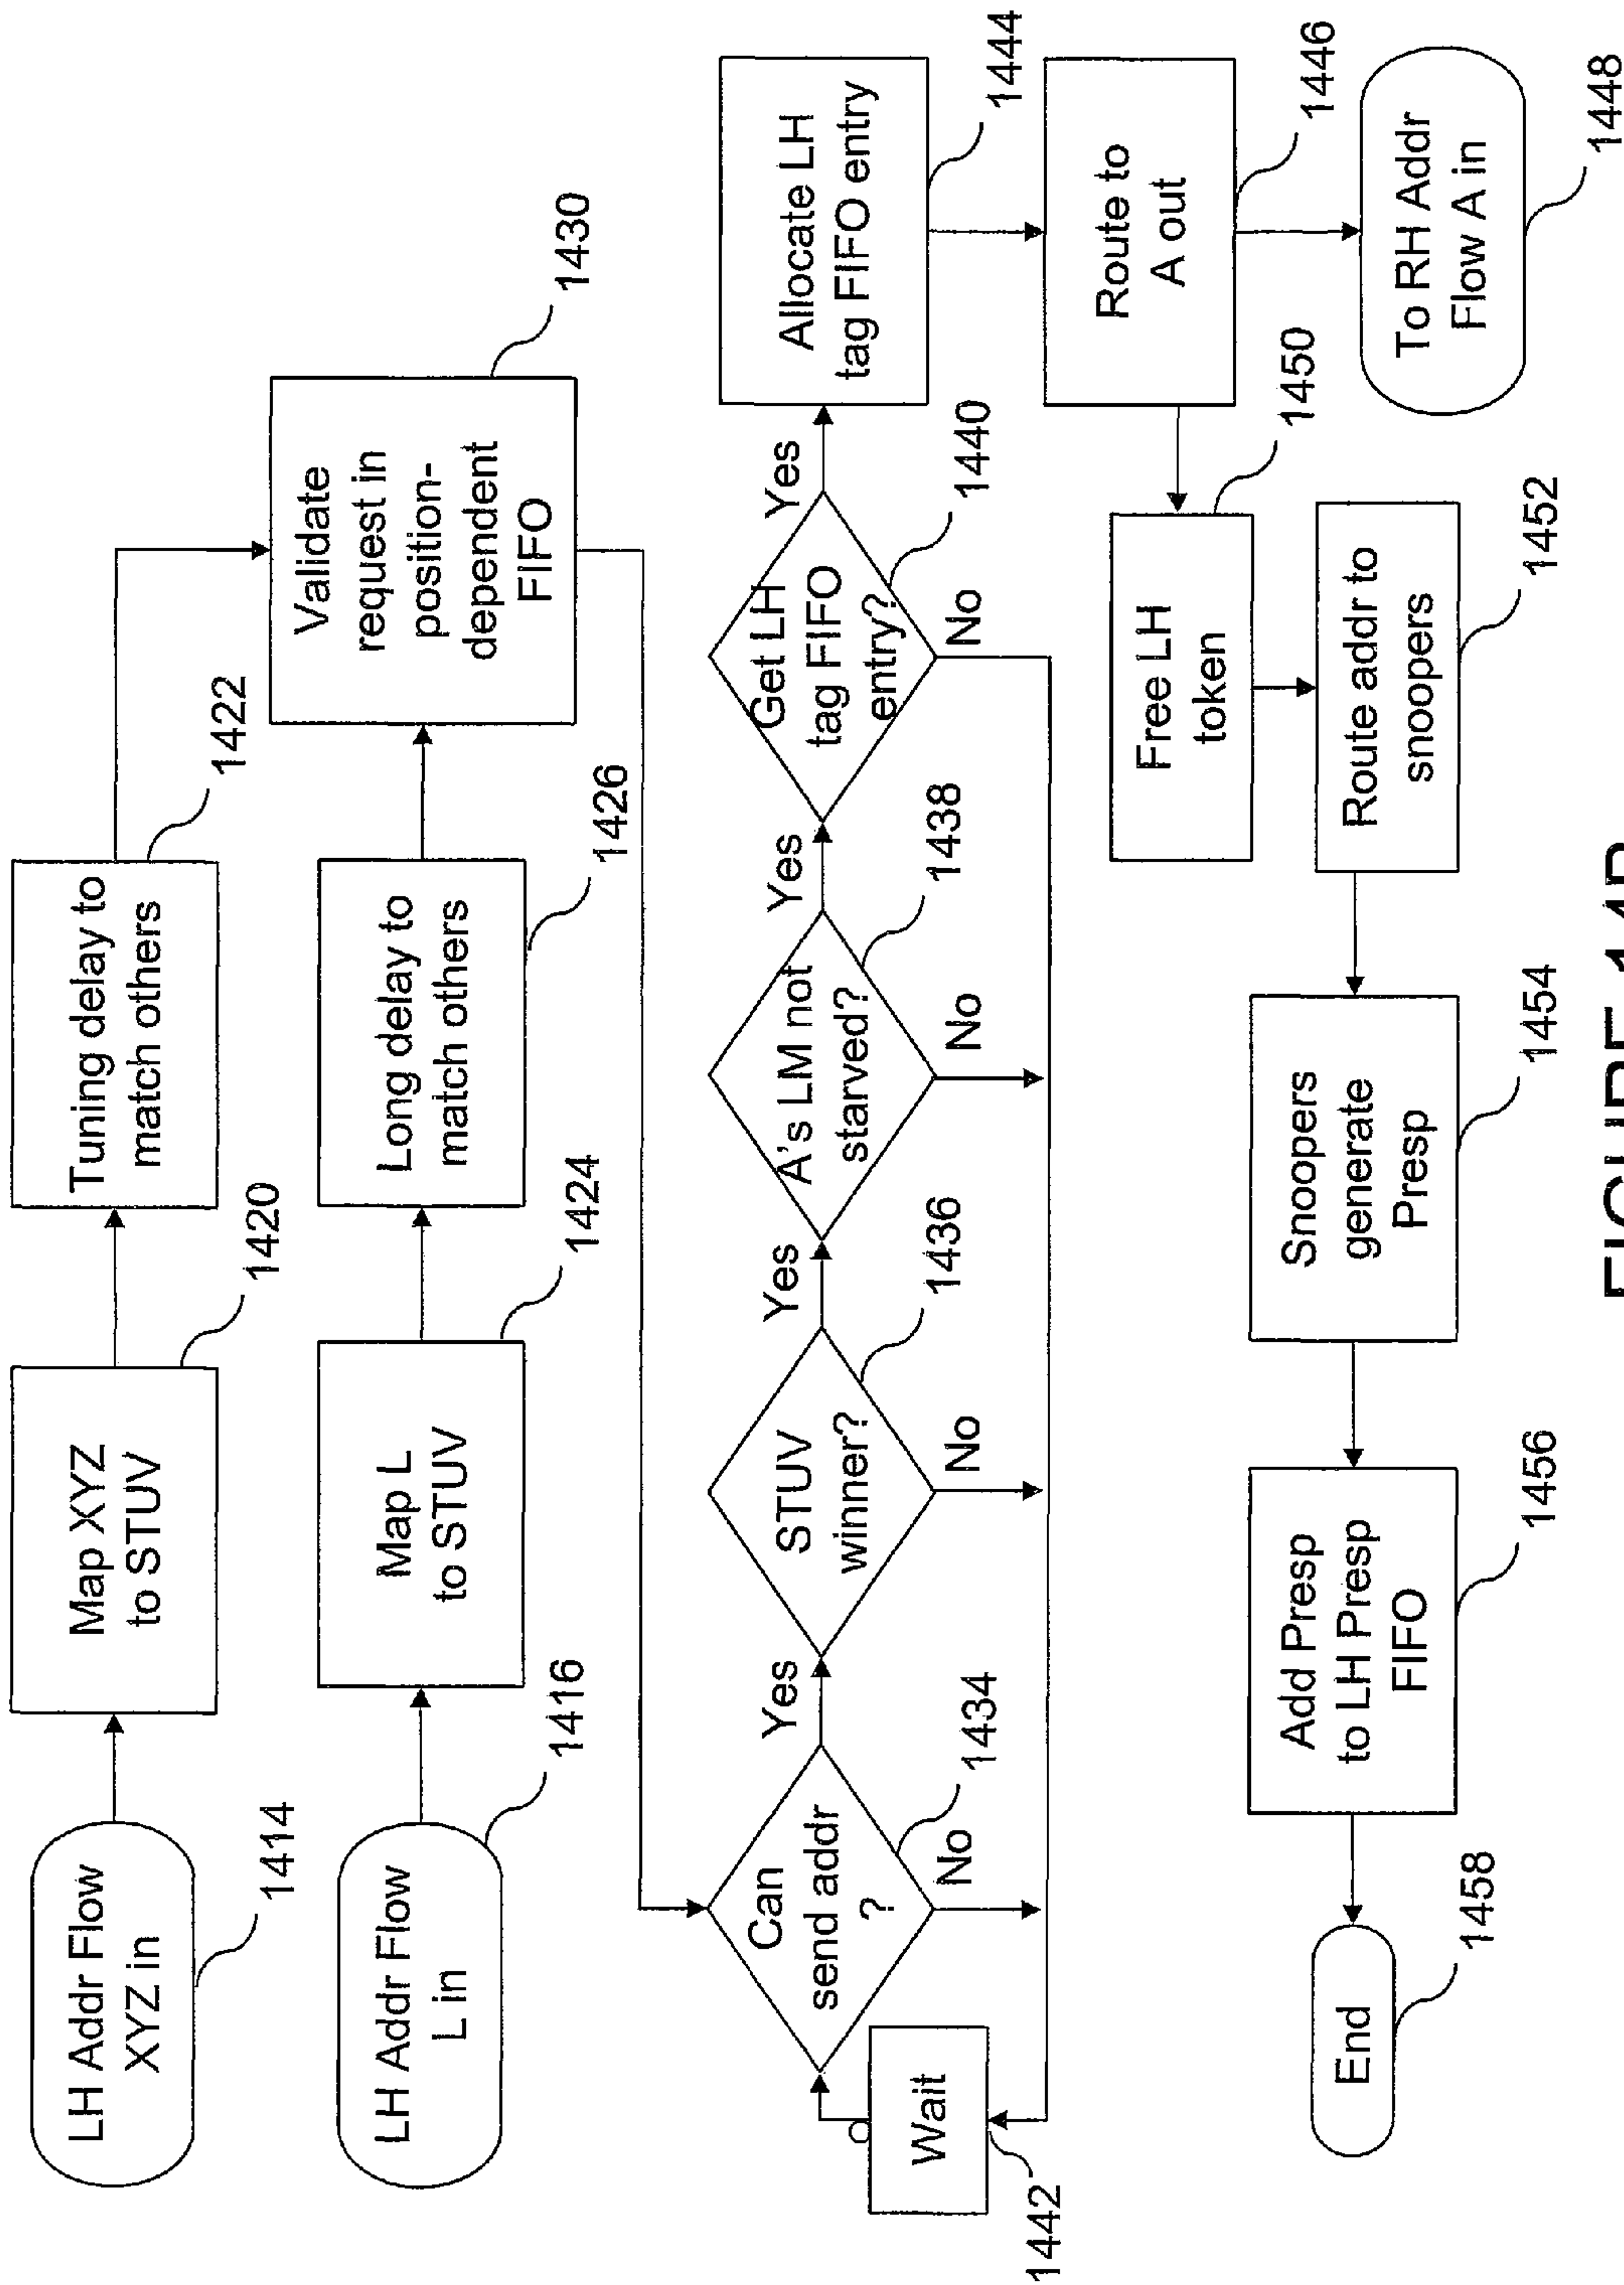 LH Addr Flow
XYZ in
1414
Map XYZ
to STUV
1420
Tuning delay to
match others
1422
LH Addr Flow
L in
1416
Map L
to STUV
1424
Long delay to
match others
1426
Validate
request in
position-
dependent
FIFO
1430
Wait
1442
Can
send addr
?
1434
Yes
No
STUV
winner?
1436
Yes
No
A's LM not
starved?
1438
Yes
No
Get LH
tag FIFO
entry?
1440
Yes
No
Allocate LH
tag FIFO entry
1444
Route to
A out
1446
To RH Addr
Flow A in
1448
Free LH
token
1450
Route addr to
snoopers
1452
Snoopers
generate
Presp
1454
Add Presp
to LH Presp
FIFO
1456
End
1458